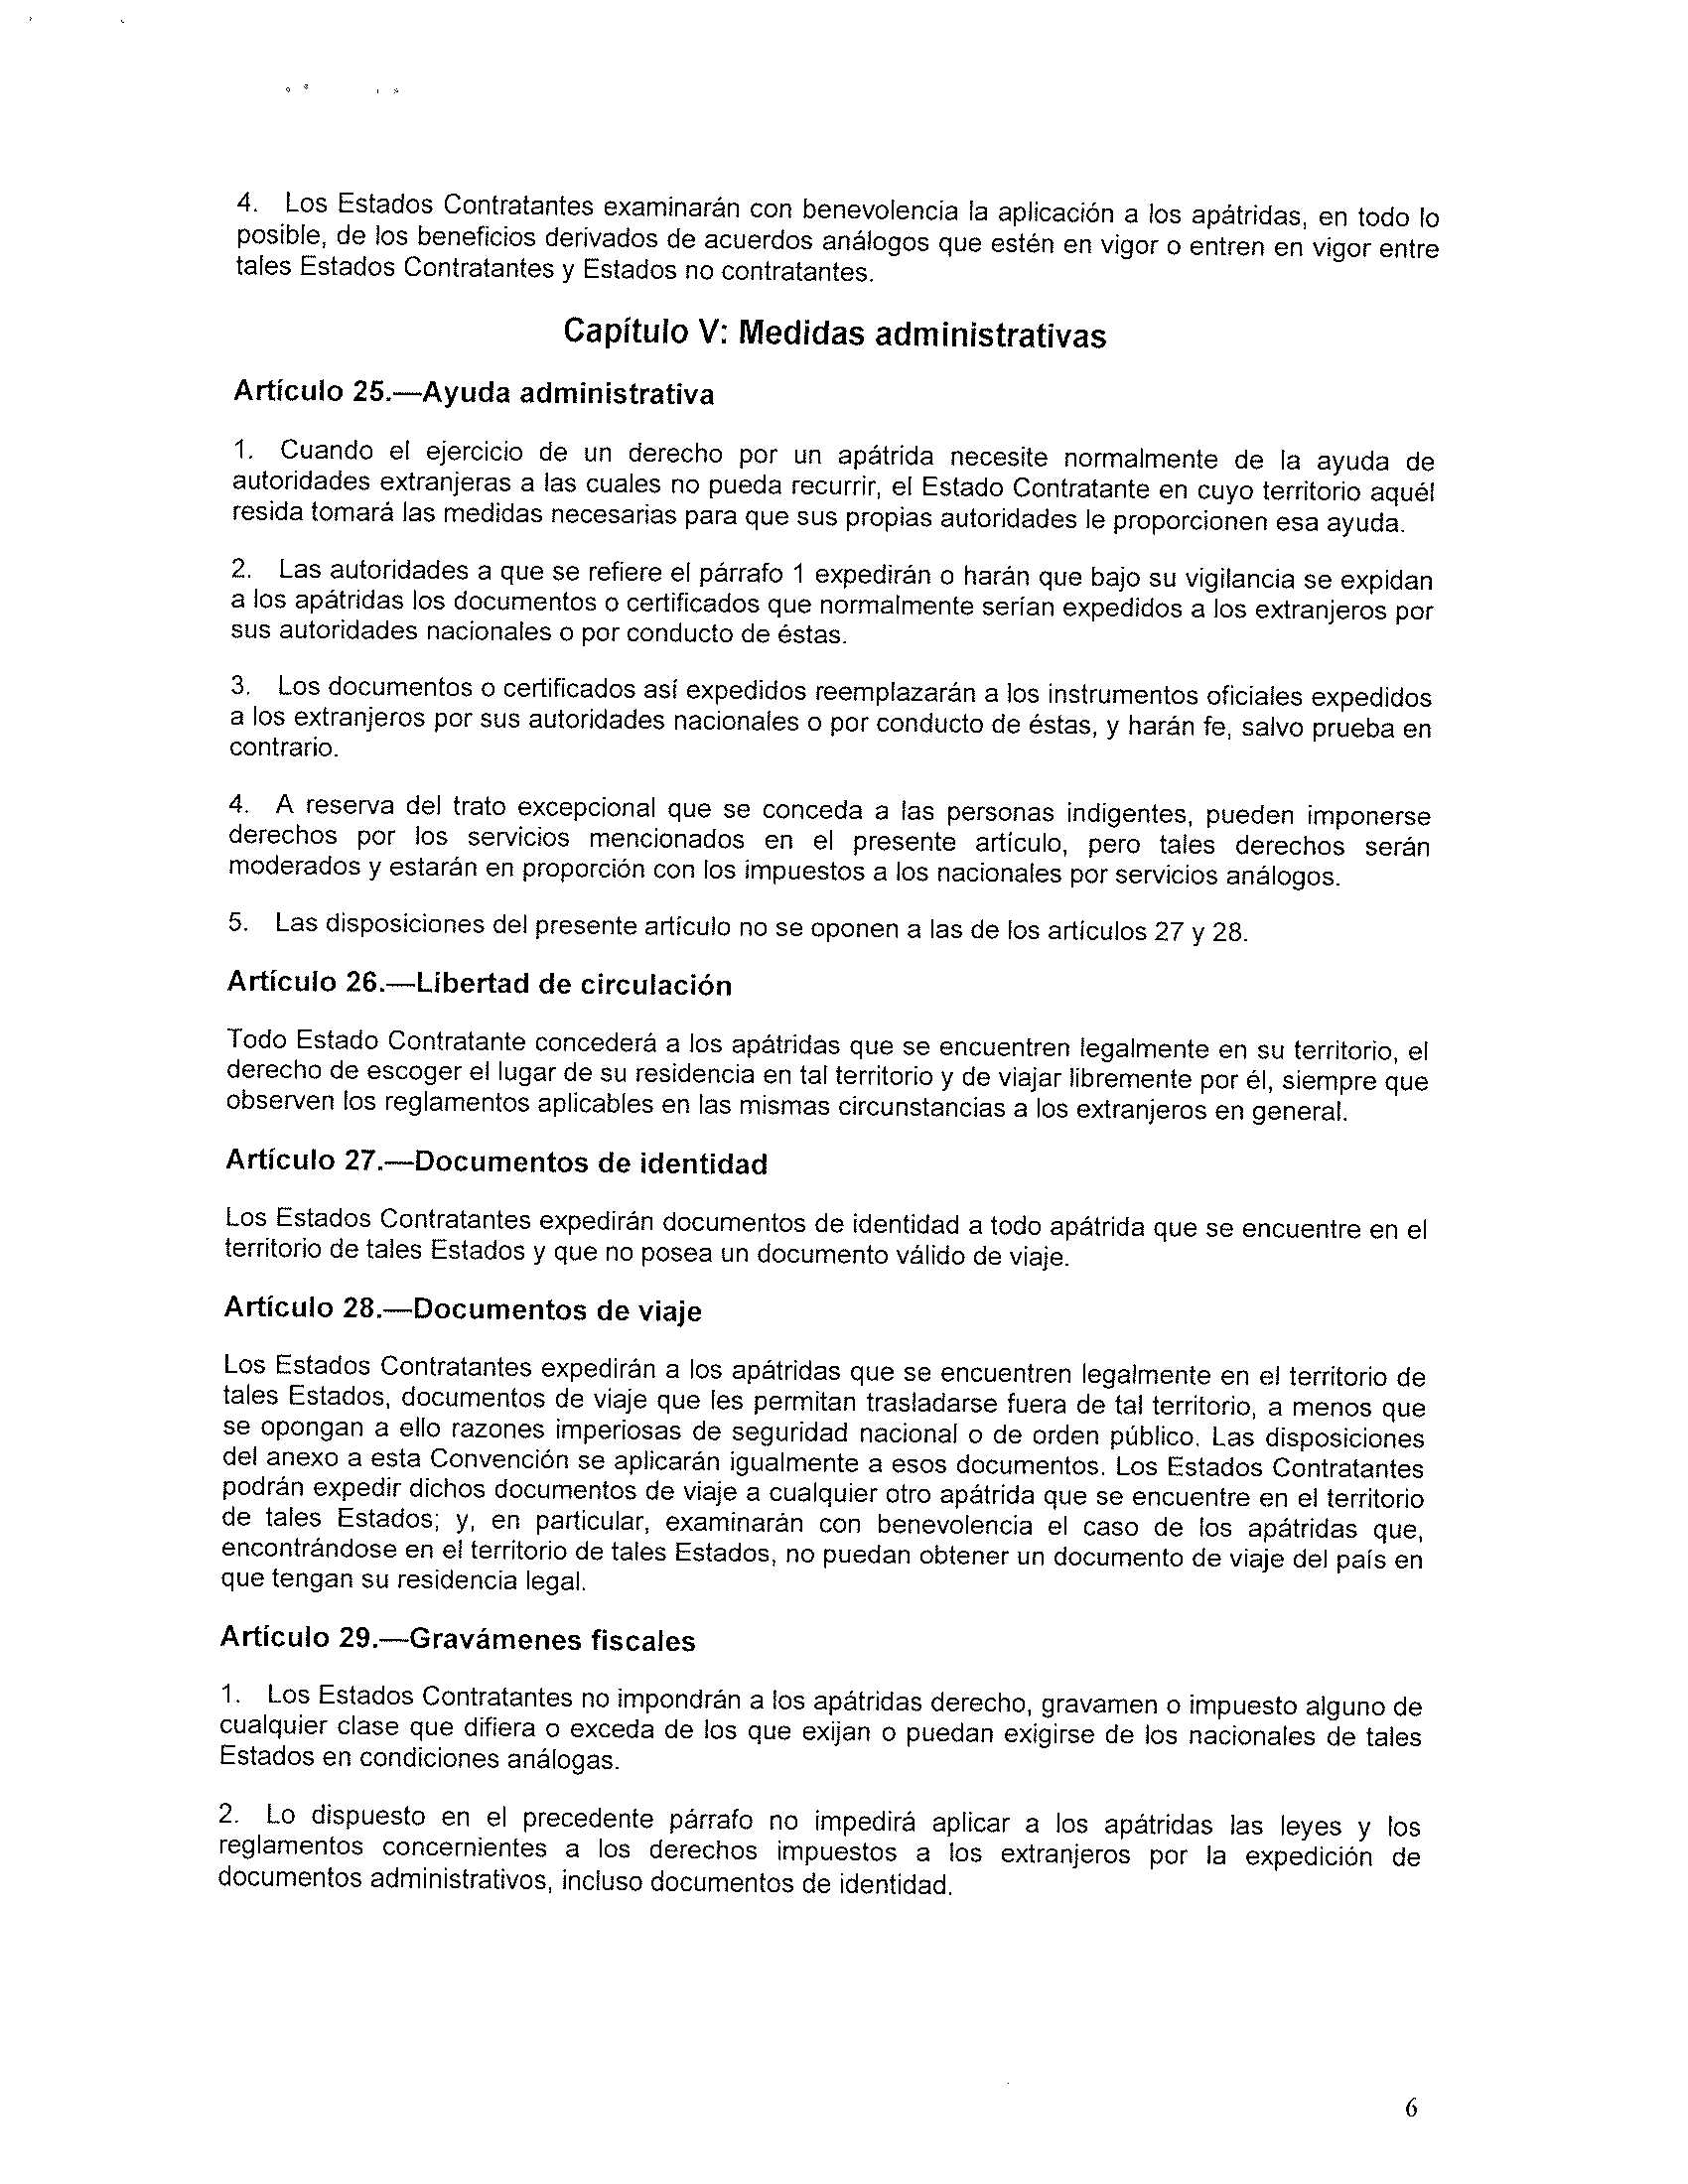 4. Los Estados Contratantes examinarán con benevolencia la aplicación a los apátridas, en todo lo
posible, de los beneficios derivados de acuerdos análogos que estén en vigor o entren en vigor entre
tales Estados Contratantes y Estados no contratantes.
Capítulo V: Medidas administrativas
Artículo 25.—Ayuda administrativa
1. Cuando el ejercicio de un derecho por un apátrida necesite normalmente de la ayuda de
autoridades extranjeras a las cuales no pueda recurrir, el Estado Contratante en cuyo territorio aquél
resida tomará las medidas necesarias para que sus propias autoridades le proporcionen esa ayuda.
2. Las autoridades a que se refiere el párrafo 1 expedirán o harán que bajo su vigilancia se expidan
a los apátridas los documentos o certificados que normalmente serían expedidos a los extranjeros por
sus autoridades nacionales o por conducto de éstas.
3. Los documentos o certificados así expedidos reemplazarán a los instrumentos oficiales expedidos
a los extranjeros por sus autoridades nacionales o por conducto de éstas, y harán fe, salvo prueba en
contrario.
4. A reserva del trato excepcional que se conceda a las personas indigentes, pueden imponerse
derechos por los servicios mencionados en el presente artículo, pero tales derechos serán
moderados y estarán en proporción con los impuestos a los nacionales por servicios análogos.
5. Las disposiciones del presente artículo no se oponen a las de los artículos 27 y 28.
Artículo 26.—Libertad de circulación
Todo Estado Contratante concederá a los apátridas que se encuentren legalmente en su territorio, el
derecho de escoger el lugar de su residencia en tal territorio y de viajar libremente por él, siempre que
observen los reglamentos aplicables en las mismas circunstancias a los extranjeros en general.
Artículo 27.—Documentos de identidad
Los Estados Contratantes expedirán documentos de identidad a todo apátrida que se encuentre en el
territorio de tales Estados y que no posea un documento válido de viaje.
Artículo 28.—Documentos de viaje
Los Estados Contratantes expedirán a los apátridas que se encuentren legalmente en el territorio de
tales Estados, documentos de viaje que les permitan trasladarse fuera de tal territorio, a menos que
se opongan a ello razones imperiosas de seguridad nacional o de orden público. Las disposiciones
del anexo a esta Convención se aplicarán igualmente a esos documentos. Los Estados Contratantes
podrán expedir dichos documentos de viaje a cualquier otro apátrida que se encuentre en el territorio
de tales Estados; y, en particular, examinarán con benevolencia el caso de los apátridas que,
encontrándose en el territorio de tales Estados, no puedan obtener un documento de viaje del país en
que tengan su residencia legal.
Artículo 29.—Gravámenes fiscales
1. Los Estados Contratantes no impondrán a los apátridas derecho, gravamen o impuesto alguno de
cualquier clase que difiera o exceda de los que exijan o puedan exigirse de los nacionales de tales
Estados en condiciones análogas.
2. Lo dispuesto en el precedente párrafo no impedirá aplicar a los apátridas las leyes y los
reglamentos concernientes a los derechos impuestos a los extranjeros por la expedición de
documentos administrativos, incluso documentos de identidad.
6